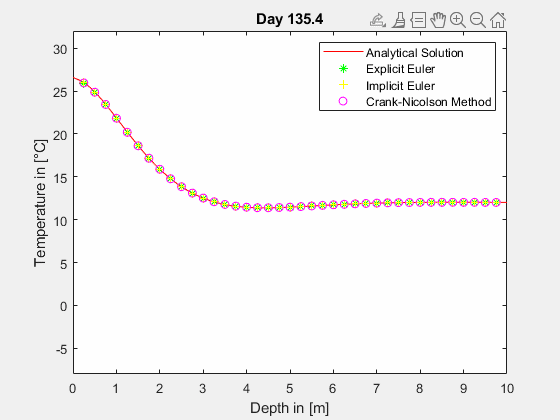 Day 135.4
Analytical Solution
Explicit Euler
Implicit Euler
Crank-Nicolson Method
30
25
20
15
10
5
0
-5
Temperature in [°C]
0 1 2 3 4 5 6 7 8 9 10
Depth in [m]